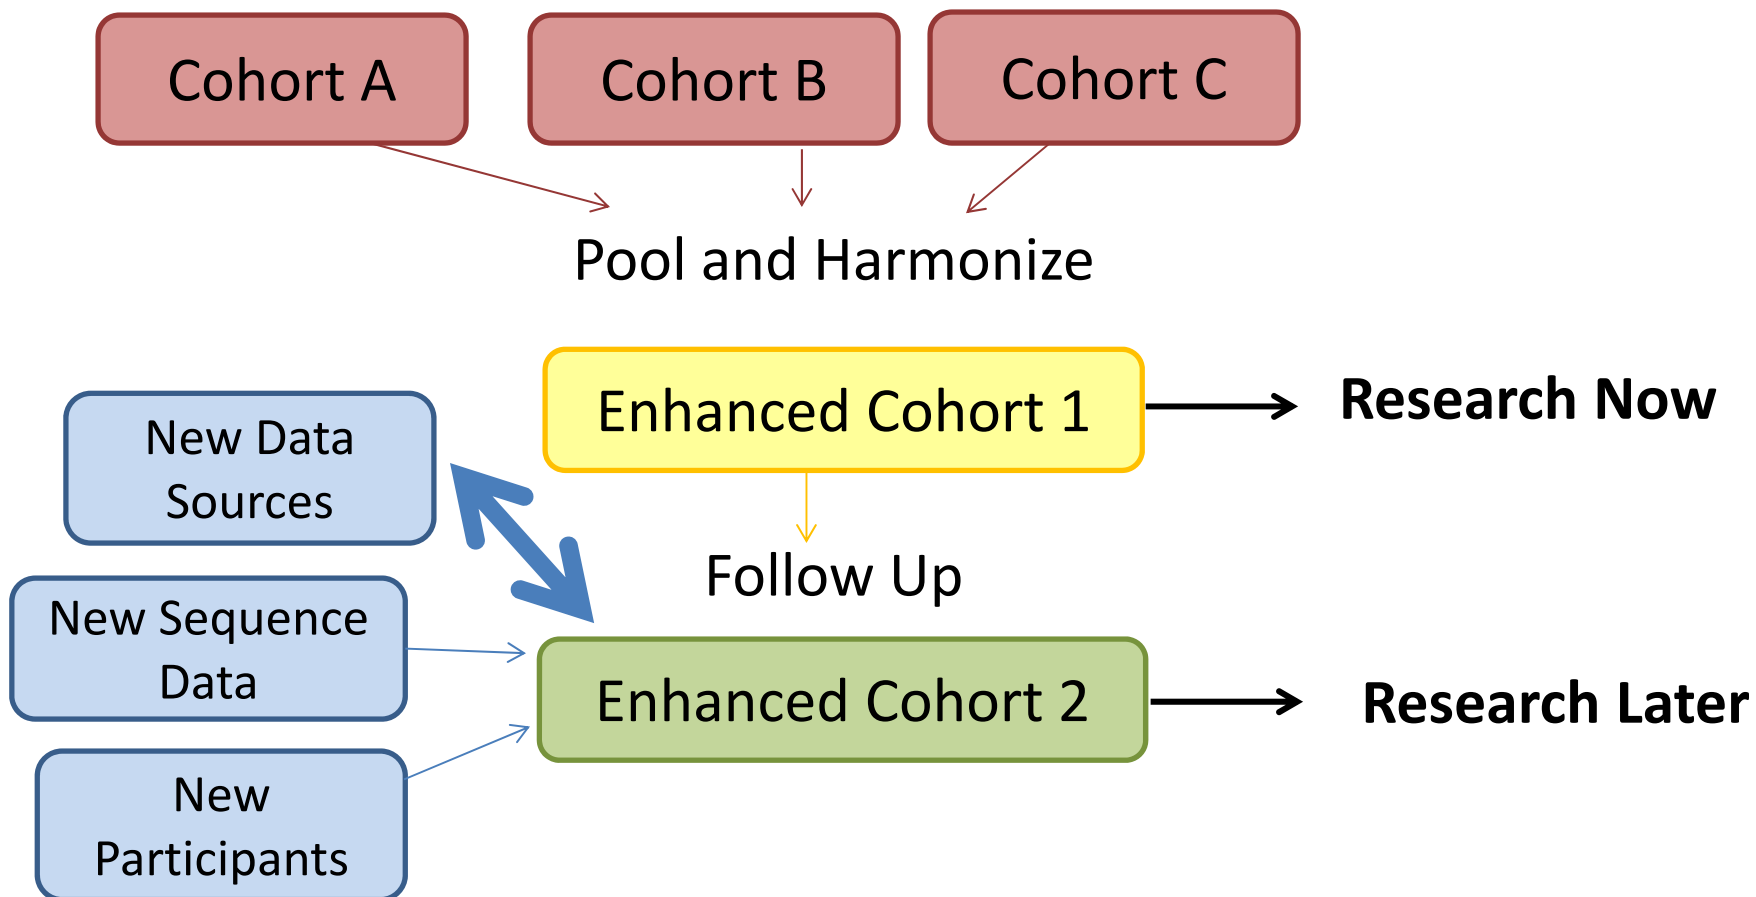 Cohort A
Cohort B
Cohort C
Pool and Harmonize
Enhanced Cohort 1
Research Now
New Data
Sources
Follow Up
New Sequence
Data
Enhanced Cohort 2
Research Later
New
Participants